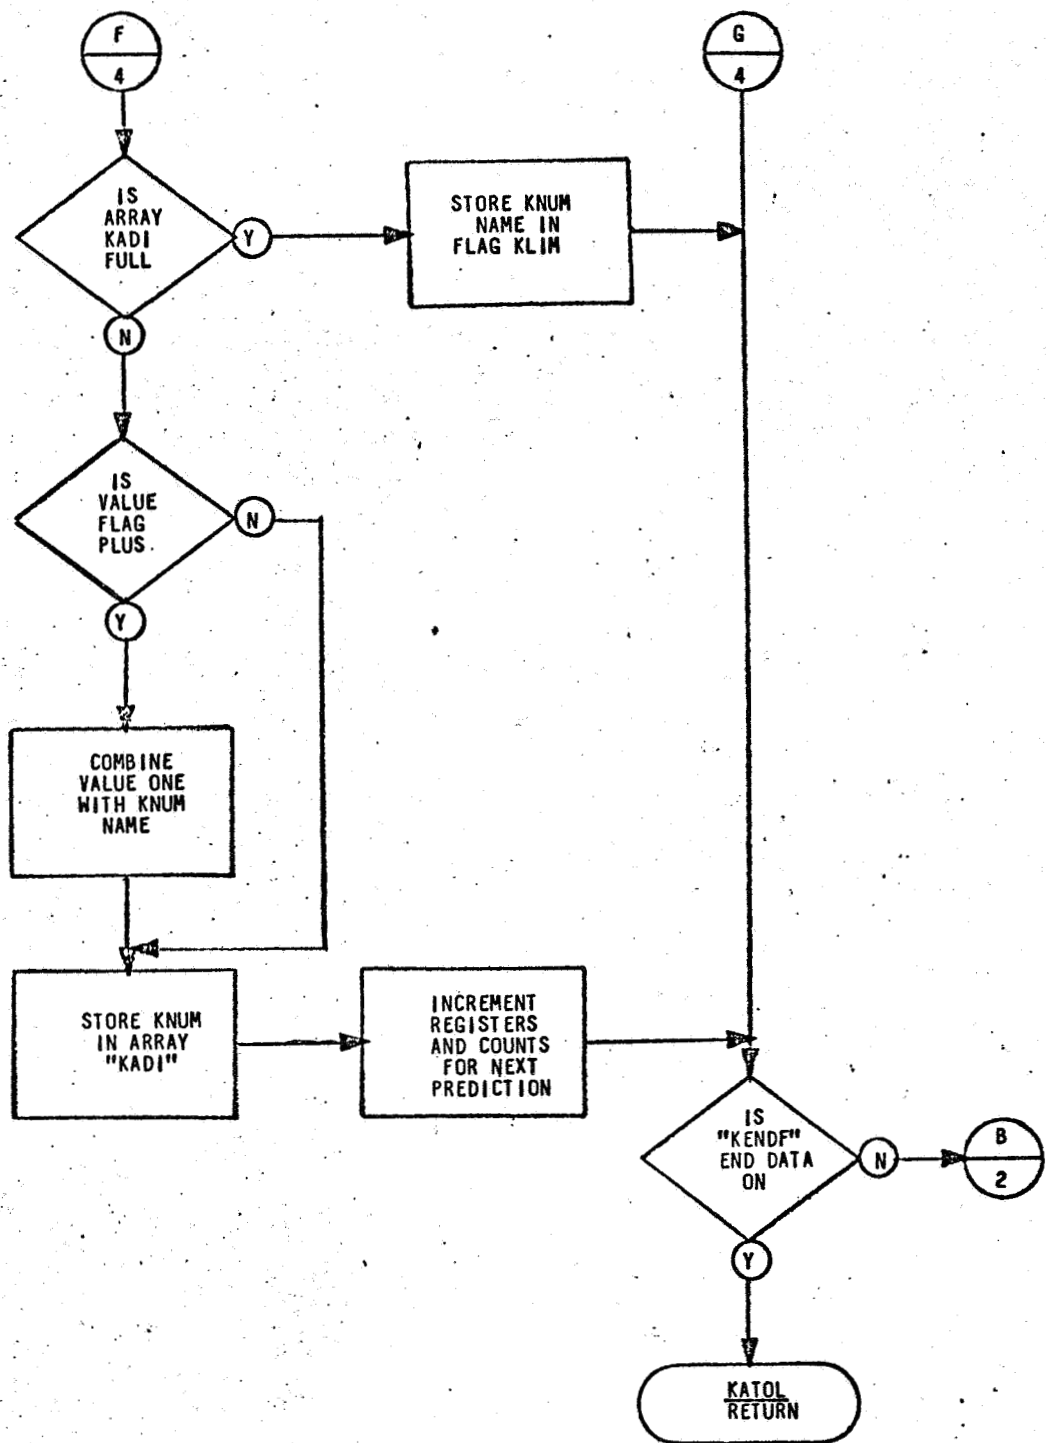 F
4
G
4
IS
ARRAY
KADI
FULL
Y
STORE KNUM
NAME IN
FLAG KLIM
N
IS
VALUE
FLAG
PLUS
N
Y
COMBINE
VALUE ONE
WITH KNUM
NAME
STORE KNUM
IN ARRAY
"KADI"
INCREMENT
REGISTERS
AND COUNTS
FOR NEXT
PREDICTION
IS
"KENDF"
END DATA
ON
N
B
2
Y
KATOL
RETURN